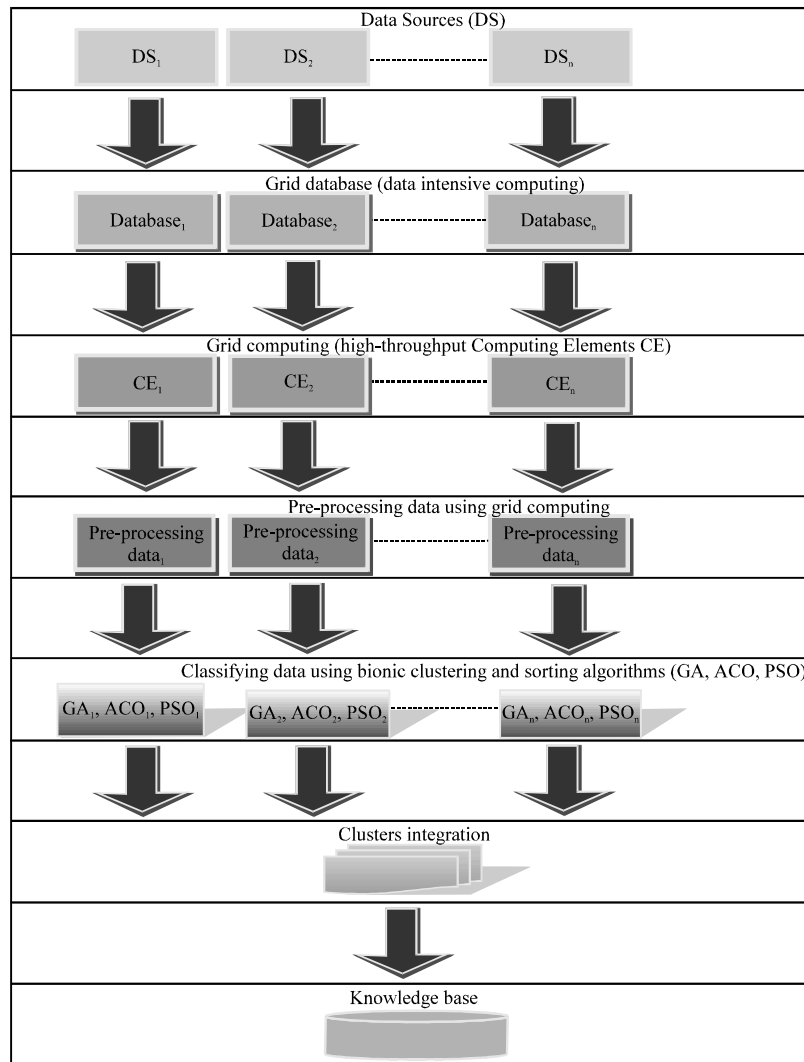 Data Sources (DS)
DS₁ DS₂ DSₙ
Grid database (data intensive computing)
Database₁ Database₂ Databaseₙ
Grid computing (high-throughput Computing Elements CE)
CE₁ CE₂ CEₙ
Pre-processing data using grid computing
Pre-processing data₁
Pre-processing data₂
Pre-processing dataₙ
Classifying data using bionic clustering and sorting algorithms (GA, ACO, PSO)
GA₁, ACO₁, PSO₁ GA₂, ACO₂, PSO₂ GAₙ, ACOₙ, PSOₙ
Clusters integration
Knowledge base